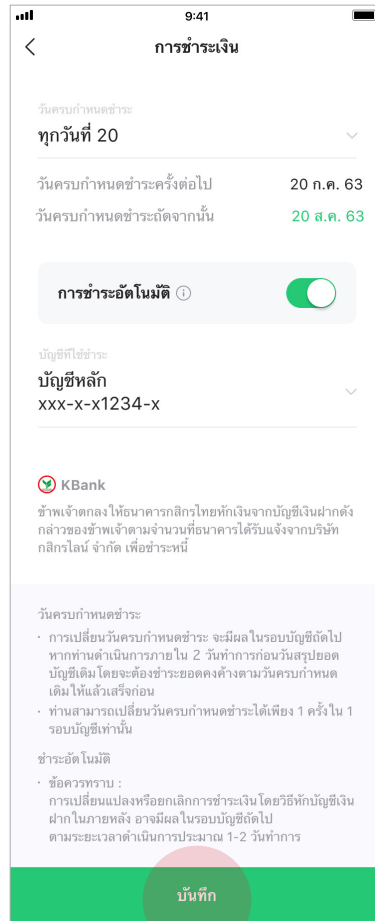 9:41
การชำระเงิน
วันครบกำหนดชำระ
ทุกวันที่ 20
วันครบกำหนดชำระครั้งต่อไป 20 ก.ค. 63
วันครบกำหนดชำระถัดจากนั้น 20 ส.ค. 63
การชำระอัตโนมัติ
บัญชีที่ใช้ชำระ
บัญชีหลัก
xxx-x-x1234-x
KBank
ข้าพเจ้าตกลงให้ธนาคารกสิกรไทยหักเงินจากบัญชีเงินฝากดัง
กล่าวของข้าพเจ้าตามจำนวนที่ธนาคารได้รับแจ้งจากบริษัท
กสิกรไลน์ จำกัด เพื่อชำระหนี้
วันครบกำหนดชำระ
· การเปลี่ยนวันครบกำหนดชำระ จะมีผลในรอบบัญชีถัดไป
หากท่านดำเนินการภายใน 2 วันทำการก่อนวันสรุปยอด
บัญชีเดิม โดยจะต้องชำระยอดคงค้างตามวันครบกำหนด
เดิมให้แล้วเสร็จก่อน
· ท่านสามารถเปลี่ยนวันครบกำหนดชำระได้เพียง 1 ครั้งใน 1
รอบบัญชีเท่านั้น
ชำระอัตโนมัติ
· ข้อควรทราบ :
การเปลี่ยนแปลงหรือยกเลิกการชำระเงินโดยวิธีหักบัญชีเงิน
ฝากในภายหลัง อาจมีผลในรอบบัญชีถัดไป
ตามระยะเวลาดำเนินการประมาณ 1-2 วันทำการ
บันทึก